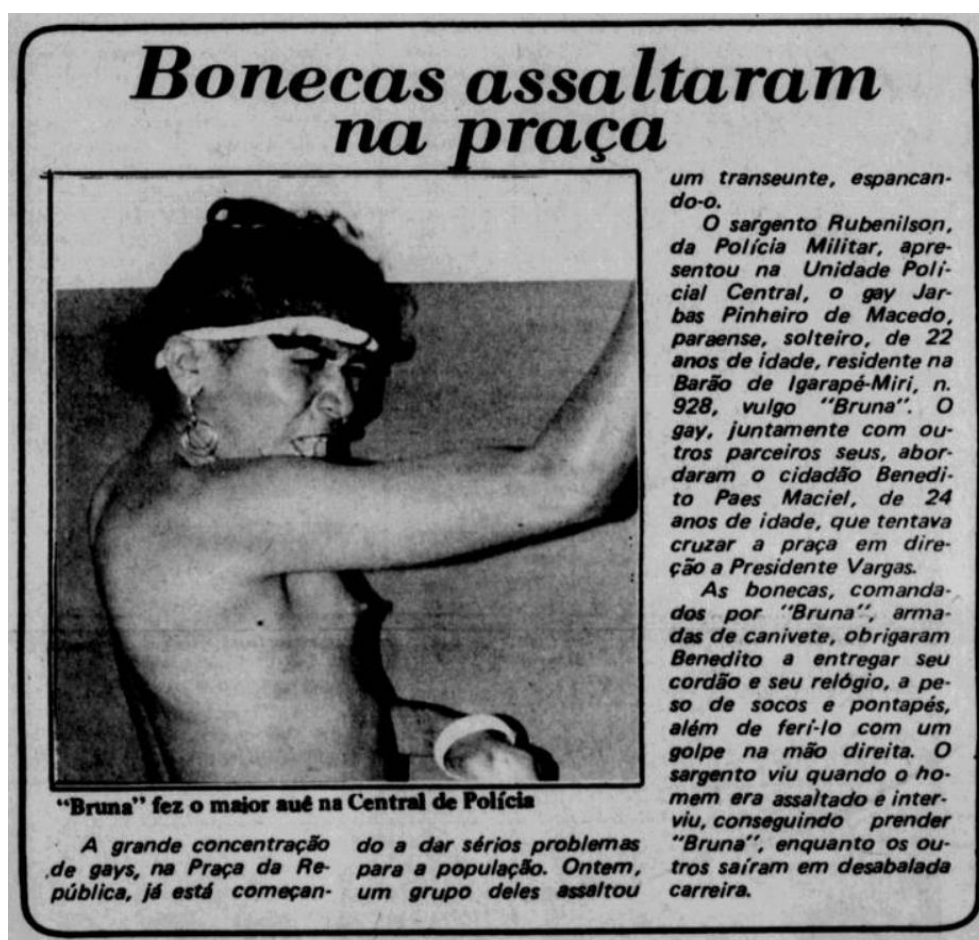 Bonecas assaltaram
na praça
"Bruna" fez o maior auê na Central de Polícia
A grande concentração
de gays, na Praça da Re-
pública, já está começan-
do a dar sérios problemas
para a população. Ontem,
um grupo deles assaltou
um transeunte, espancan-
do-o.
O sargento Rubenilson,
da Polícia Militar, apre-
sentou na Unidade Poli-
cial Central, o gay Jar-
bas Pinheiro de Macedo,
paraense, solteiro, de 22
anos de idade, residente na
Barão de Igarapé-Miri, n.
928, vulgo "Bruna". O
gay, juntamente com ou-
tros parceiros seus, abor-
daram o cidadão Benedi-
to Paes Maciel, de 24
anos de idade, que tentava
cruzar a praça em dire-
ção a Presidente Vargas.
As bonecas, comanda-
dos por "Bruna", arma-
das de canivete, obrigaram
Benedito a entregar seu
cordão e seu relógio, a pe-
so de socos e pontapés,
além de ferí-lo com um
golpe na mão direita. O
sargento viu quando o ho-
mem era assaltado e inter-
viu, conseguindo prender
"Bruna", enquanto os ou-
tros saíram em desabalada
carreira.